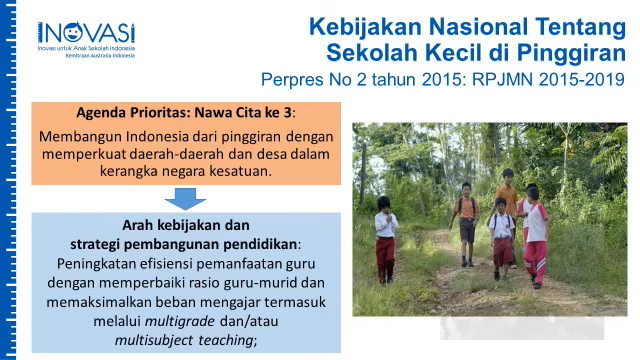 INOVASI
Inovasi untuk Anak Sekolah Indonesia
Kemitraan Australia Indonesia
Kebijakan Nasional Tentang
Sekolah Kecil di Pinggiran
Perpres No 2 tahun 2015: RPJMN 2015-2019
Agenda Prioritas: Nawa Cita ke 3:
Membangun Indonesia dari pinggiran dengan
memperkuat daerah-daerah dan desa dalam
kerangka negara kesatuan.
Arah kebijakan dan
strategi pembangunan pendidikan:
Peningkatan efisiensi pemanfaatan guru
dengan memperbaiki rasio guru-murid dan
memaksimalkan beban mengajar termasuk
melalui multigrade dan/atau
multisubject teaching;